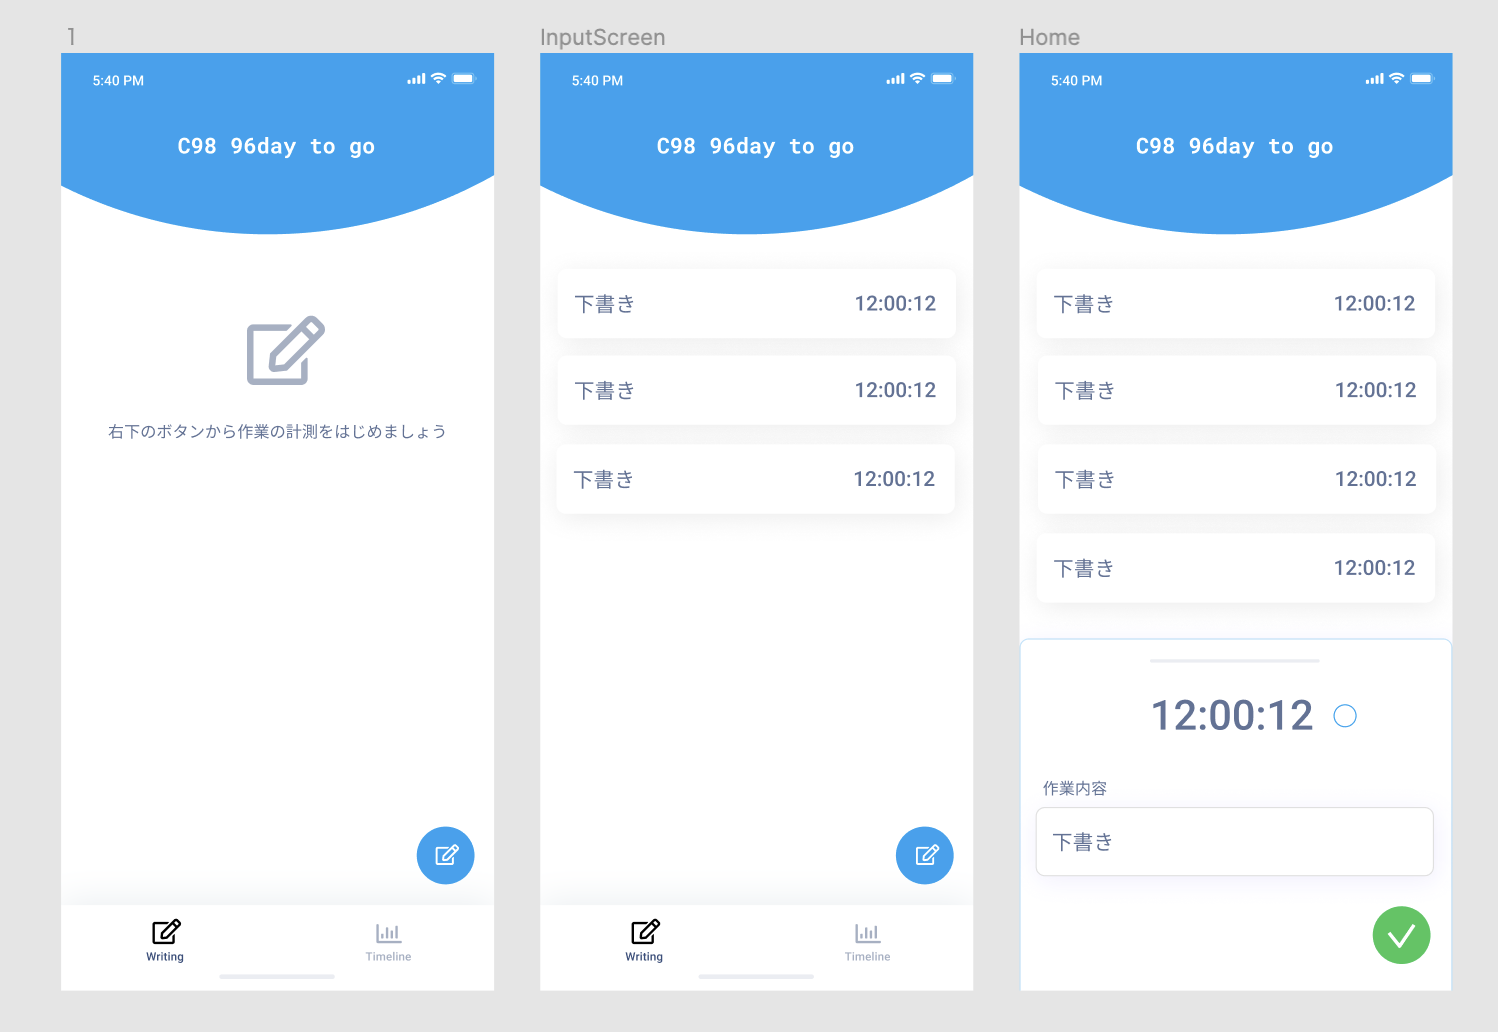 1
5:40 PM
C98 96day to go
右下のボタンから作業の計測をはじめましょう
Writing
Timeline
InputScreen
5:40 PM
C98 96day to go
下書き 12:00:12
下書き 12:00:12
下書き 12:00:12
Writing
Timeline
Home
5:40 PM
C98 96day to go
下書き 12:00:12
下書き 12:00:12
下書き 12:00:12
下書き 12:00:12
12:00:12
作業内容
下書き